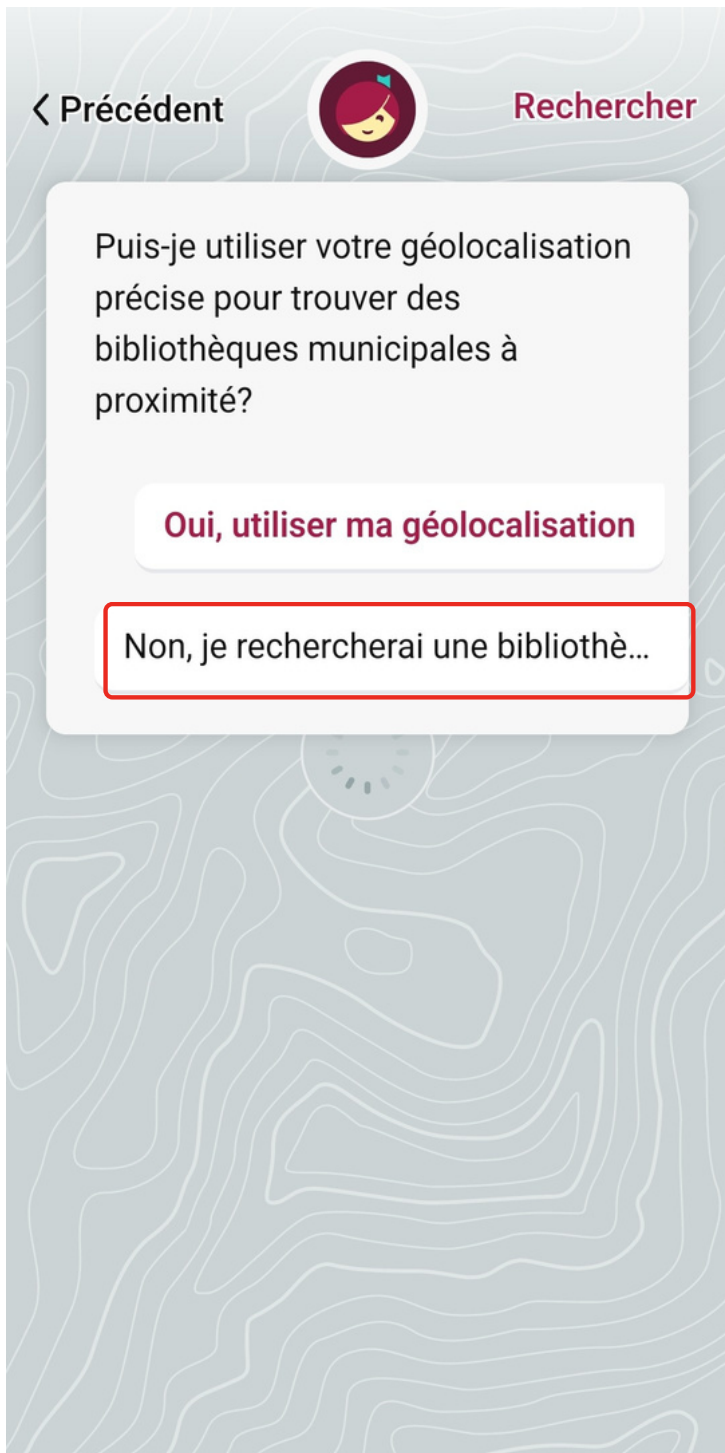 Précédent
Rechercher
Puis-je utiliser votre géolocalisation
précise pour trouver des
bibliothèques municipales à
proximité?
Oui, utiliser ma géolocalisation
Non, je rechercherai une bibliothè...